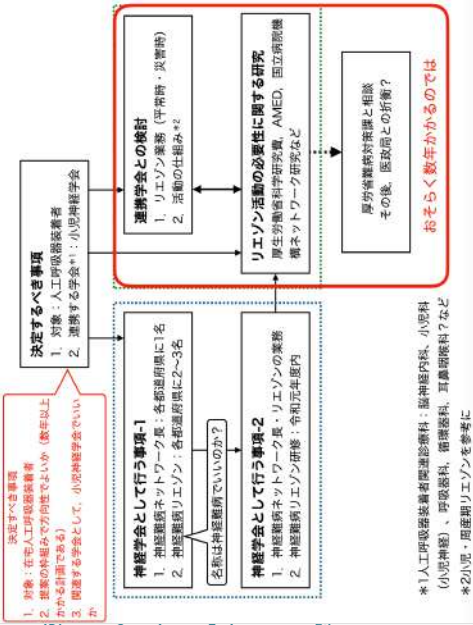 決定するべき事項
1. 対象：在宅人工呼吸器装着者
2. 提案の枠組みで方向性でよいか（数年以上
かかる計画である）
3. 関連する学会として、小児神経学会でいい
か
決定するべき事項
1. 対象：人工呼吸器装着者
2. 連携する学会*1：小児神経学会
神経学会として行う事項-1
1. 神経難病ネットワーク長：各都道府県に1名
2. 神経難病リエゾン：各都道府県に2〜3名
名称は神経難病でいいのか？
神経学会として行う事項-2
1. 神経難病ネットワーク長・リエゾンの業務
2. 神経難病リエゾン研修：令和元年度内
連携学会との検討
1. リエゾン業務（平常時・災害時）
2. 活動の仕組み*2
リエゾン活動の必要性に関する研究
厚生労働省科学研究費，AMED，国立病院機
構ネットワーク研究など
厚労省難病対策課と相談
その後，医政局との折衝？
おそらく数年かかるのでは
*1人工呼吸器装着者関連診療科：脳神経内科、小児科
（小児神経）、呼吸器科、循環器科、耳鼻咽喉科？など
*2小児・周産期リエゾンを参考に